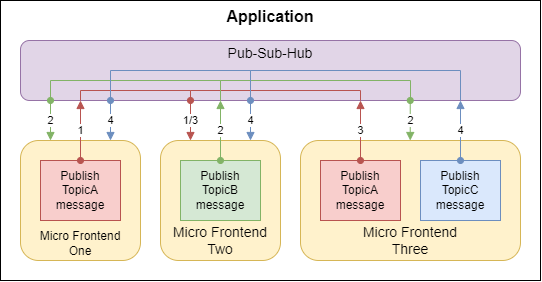 Application
Pub-Sub-Hub
2
1
4
1/3
2
4
3
2
4
Publish
TopicA
message
Publish
TopicB
message
Publish
TopicA
message
Publish
TopicC
message
Micro Frontend
One
Micro Frontend
Two
Micro Frontend
Three